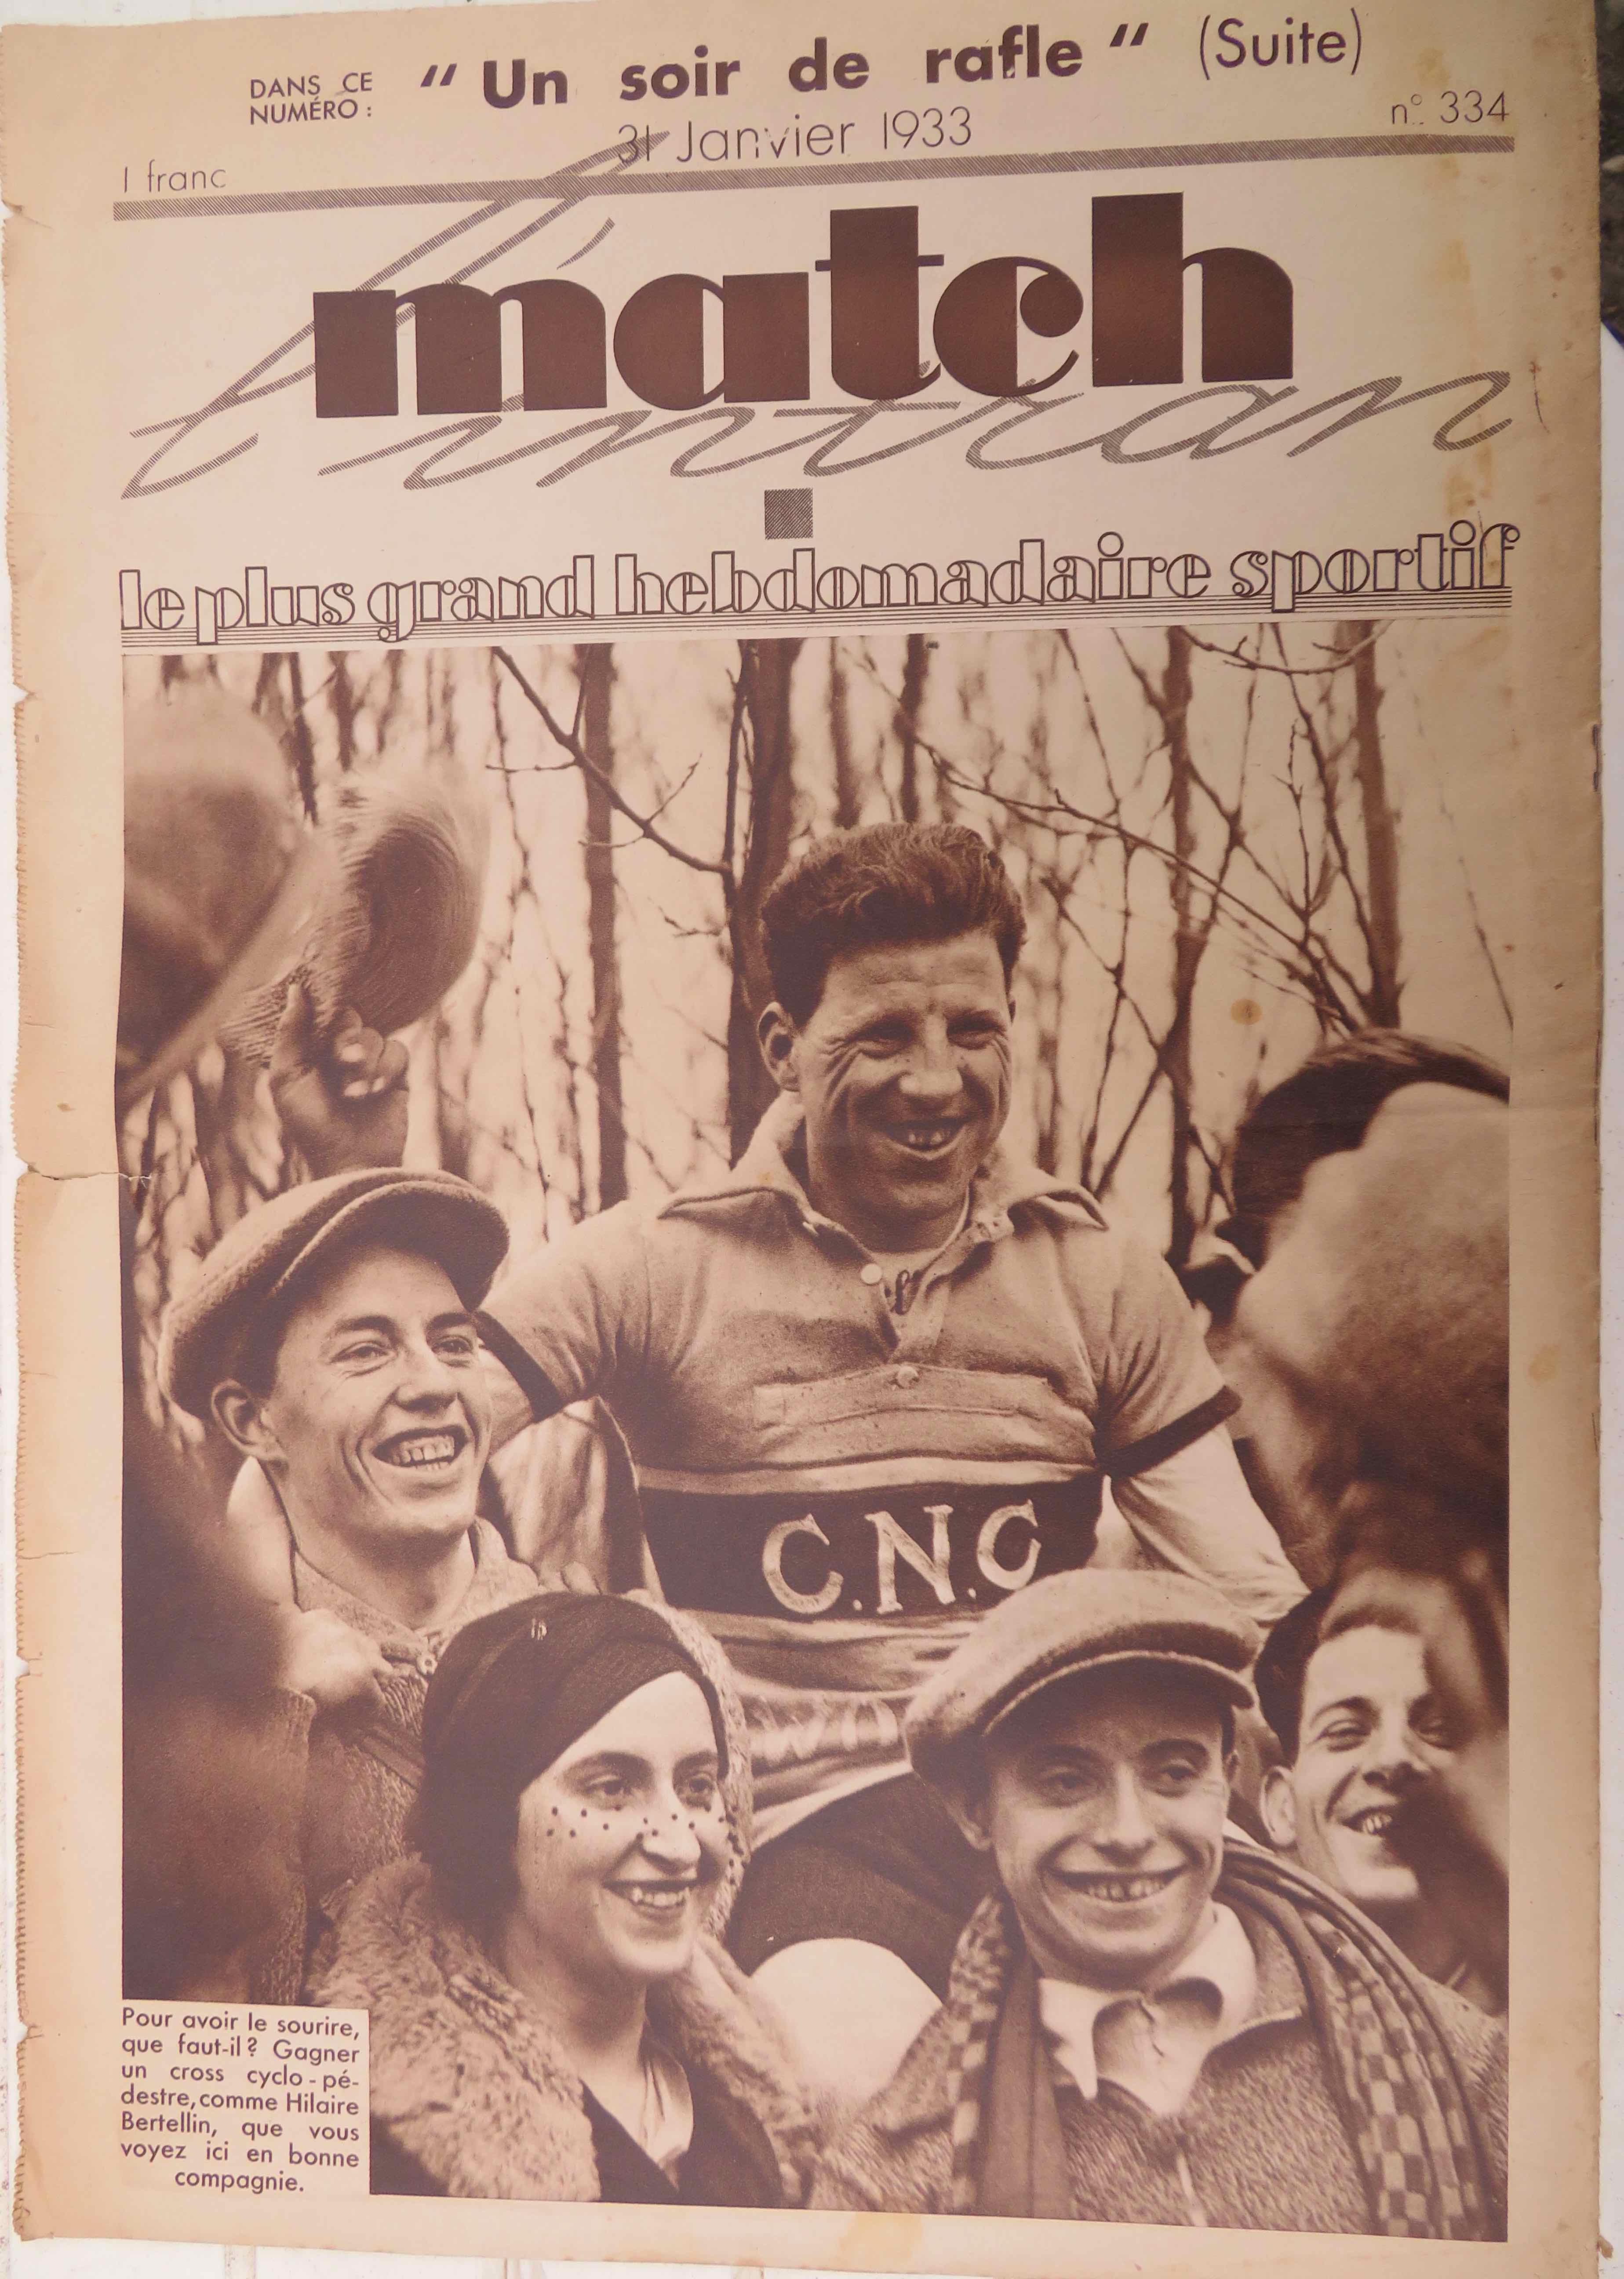 DANS CE NUMÉRO : " Un soir de rafle " (Suite)
31 Janvier 1933
n° 334
1 franc
match
l'intran
le plus grand hebdomadaire sportif
C.N.C
Pour avoir le sourire,
que faut-il ? Gagner
un cross cyclo-pé-
destre, comme Hilaire
Bertellin, que vous
voyez ici en bonne
compagnie.